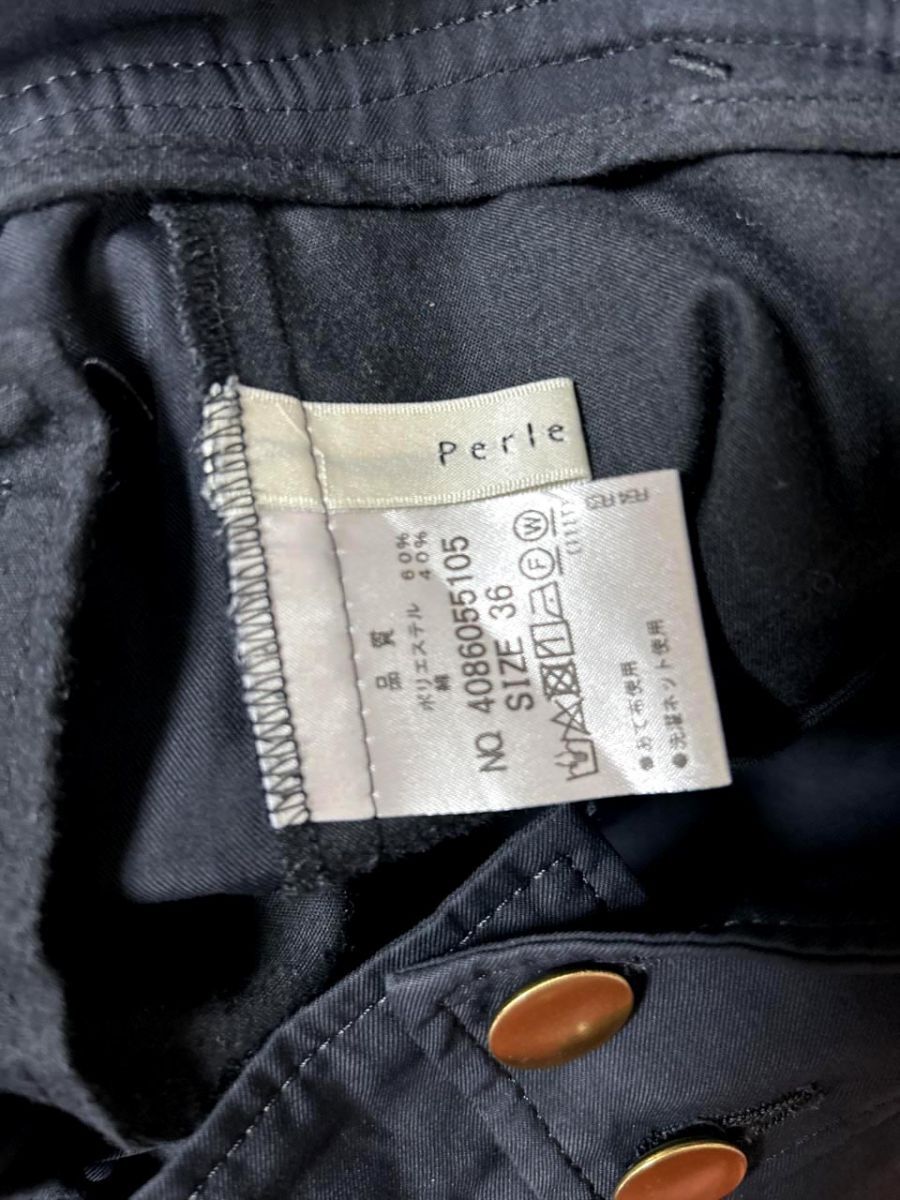 Perle
品 質
ポリエステル 60%
綿 40%
NO. 4086055105
SIZE 36
●あて布使用
●洗濯ネット使用